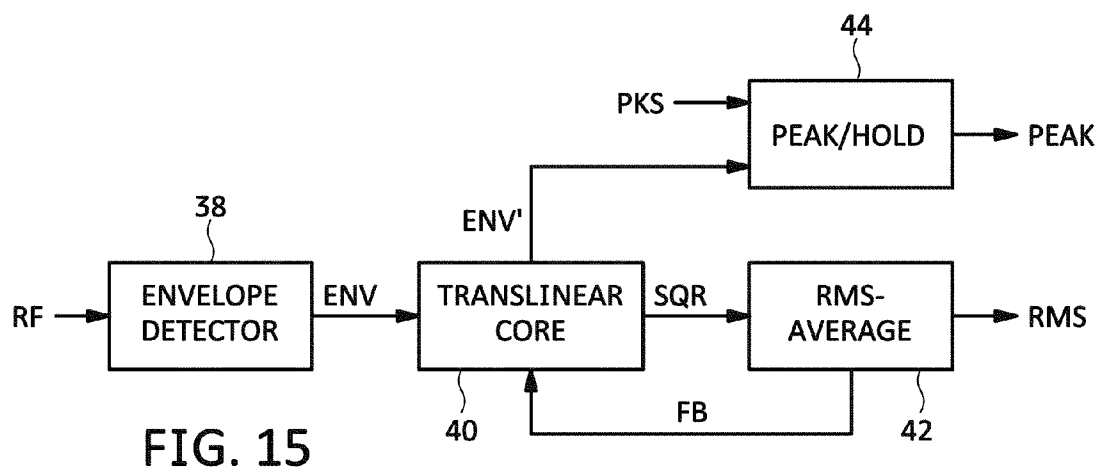 44
PKS
PEAK/HOLD
PEAK
ENV'
38
RF
ENVELOPE
DETECTOR
ENV
TRANSLINEAR
CORE
SQR
RMS-
AVERAGE
RMS
40
FB
42
FIG. 15